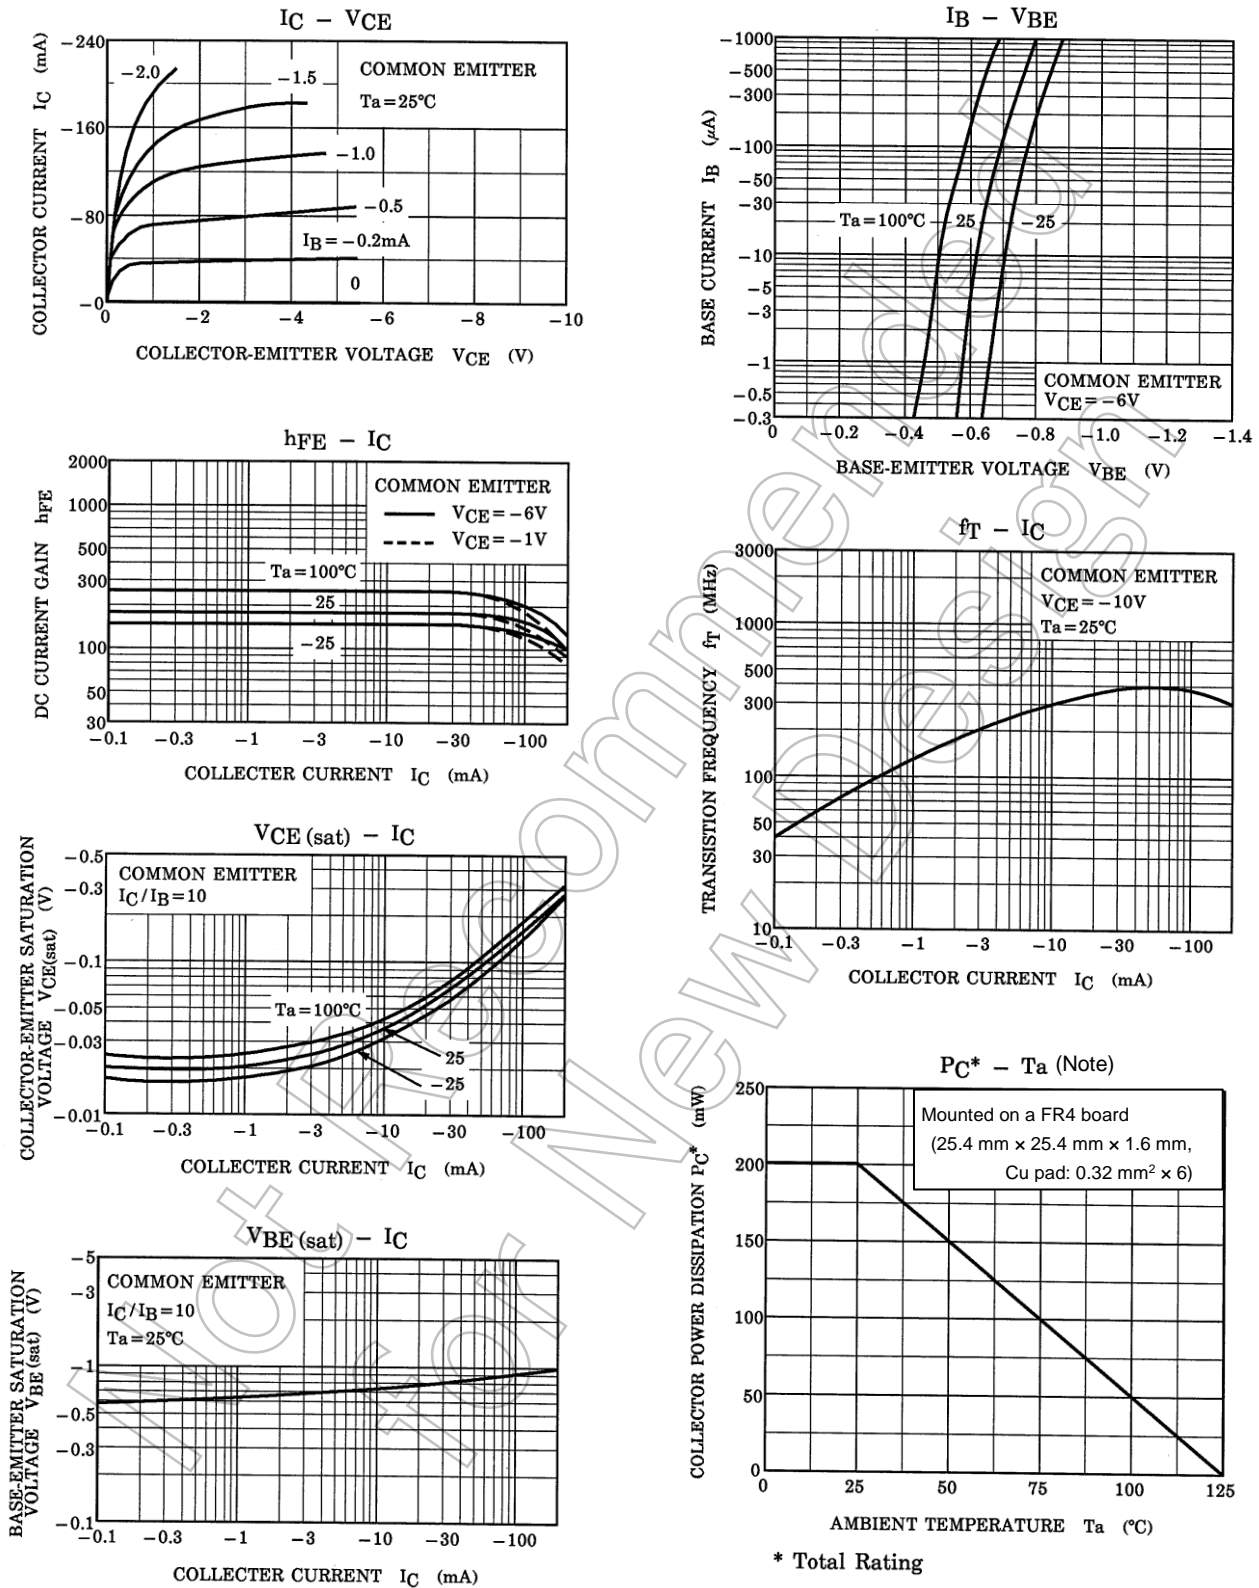 IC – VCE
COLLECTOR CURRENT IC (mA)
−240
−160
−80
−0
−2.0
−1.5
−1.0
−0.5
IB=−0.2mA
0
COMMON EMITTER
Ta=25°C
0 −2 −4 −6 −8 −10
COLLECTOR-EMITTER VOLTAGE VCE (V)
hFE – IC
DC CURRENT GAIN hFE
2000
1000
500
300
100
50
30
COMMON EMITTER
VCE=−6V
VCE=−1V
Ta=100°C
25
−25
−0.1 −0.3 −1 −3 −10 −30 −100
COLLECTER CURRENT IC (mA)
VCE (sat) – IC
COLLECTOR-EMITTER SATURATION
VOLTAGE VCE(sat) (V)
−0.5
−0.3
−0.1
−0.05
−0.03
−0.01
COMMON EMITTER
IC/IB=10
Ta=100°C
25
−25
−0.1 −0.3 −1 −3 −10 −30 −100
COLLECTER CURRENT IC (mA)
VBE (sat) – IC
BASE-EMITTER SATURATION
VOLTAGE VBE (sat) (V)
−5
−3
−1
−0.5
−0.3
−0.1
COMMON EMITTER
IC/IB=10
Ta=25°C
−0.1 −0.3 −1 −3 −10 −30 −100
COLLECTER CURRENT IC (mA)
IB – VBE
BASE CURRENT IB (μA)
−1000
−500
−300
−100
−50
−30
−10
−5
−3
−1
−0.5
−0.3
Ta=100°C 25 −25
COMMON EMITTER
VCE=−6V
0 −0.2 −0.4 −0.6 −0.8 −1.0 −1.2 −1.4
BASE-EMITTER VOLTAGE VBE (V)
fT – IC
TRANSISTION FREQUENCY fT (MHz)
3000
1000
500
300
100
50
30
10
COMMON EMITTER
VCE=−10V
Ta=25°C
−0.1 −0.3 −1 −3 −10 −30 −100
COLLECTOR CURRENT IC (mA)
PC* – Ta (Note)
COLLECTOR POWER DISSIPATION PC* (mW)
250
200
150
100
50
0
Mounted on a FR4 board
(25.4 mm × 25.4 mm × 1.6 mm,
Cu pad: 0.32 mm² × 6)
0 25 50 75 100 125
AMBIENT TEMPERATURE Ta (°C)
* Total Rating
Not Recommended
for New Design